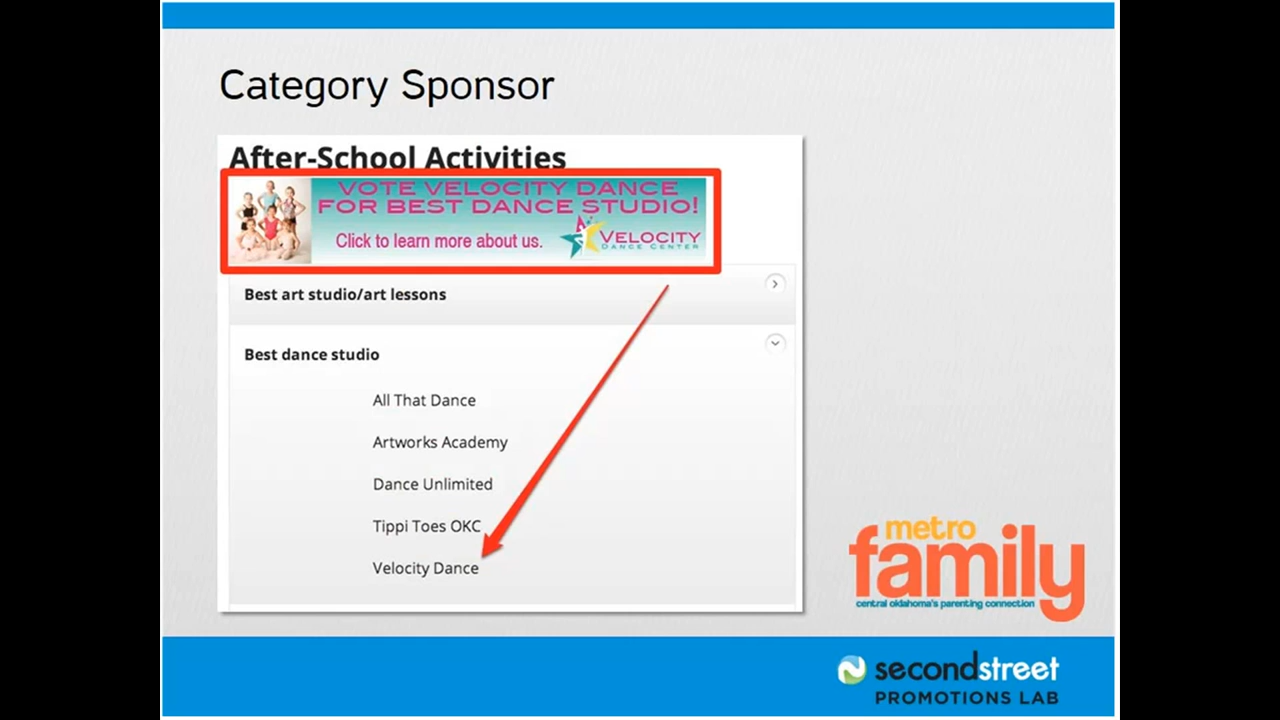 Category Sponsor
After-School Activities
VOTE VELOCITY DANCE
FOR BEST DANCE STUDIO!
Click to learn more about us.
VELOCITY
DANCE CENTER
Best art studio/art lessons
Best dance studio
All That Dance
Artworks Academy
Dance Unlimited
Tippi Toes OKC
Velocity Dance
metro
family
central oklahoma's parenting connection
secondstreet
PROMOTIONS LAB